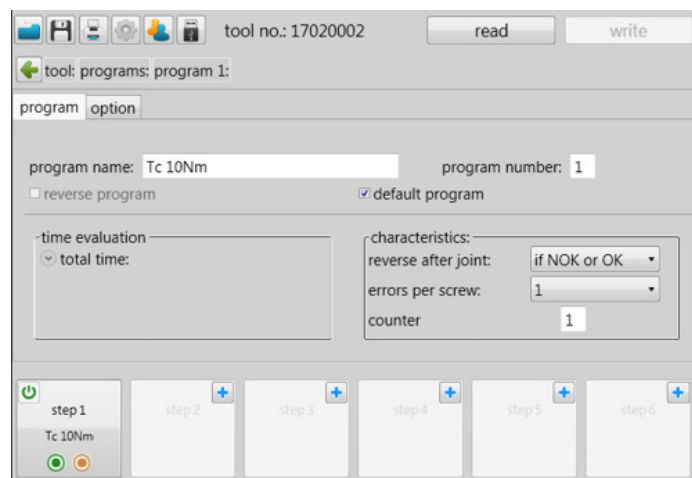 tool no.: 17020002 read write
tool: programs: program 1:
program option
program name: Tc 10Nm program number: 1
reverse program default program
time evaluation characteristics:
total time: reverse after joint: if NOK or OK
errors per screw: 1
counter 1
step 1 step 2 step 3 step 4 step 5 step 6
Tc 10Nm